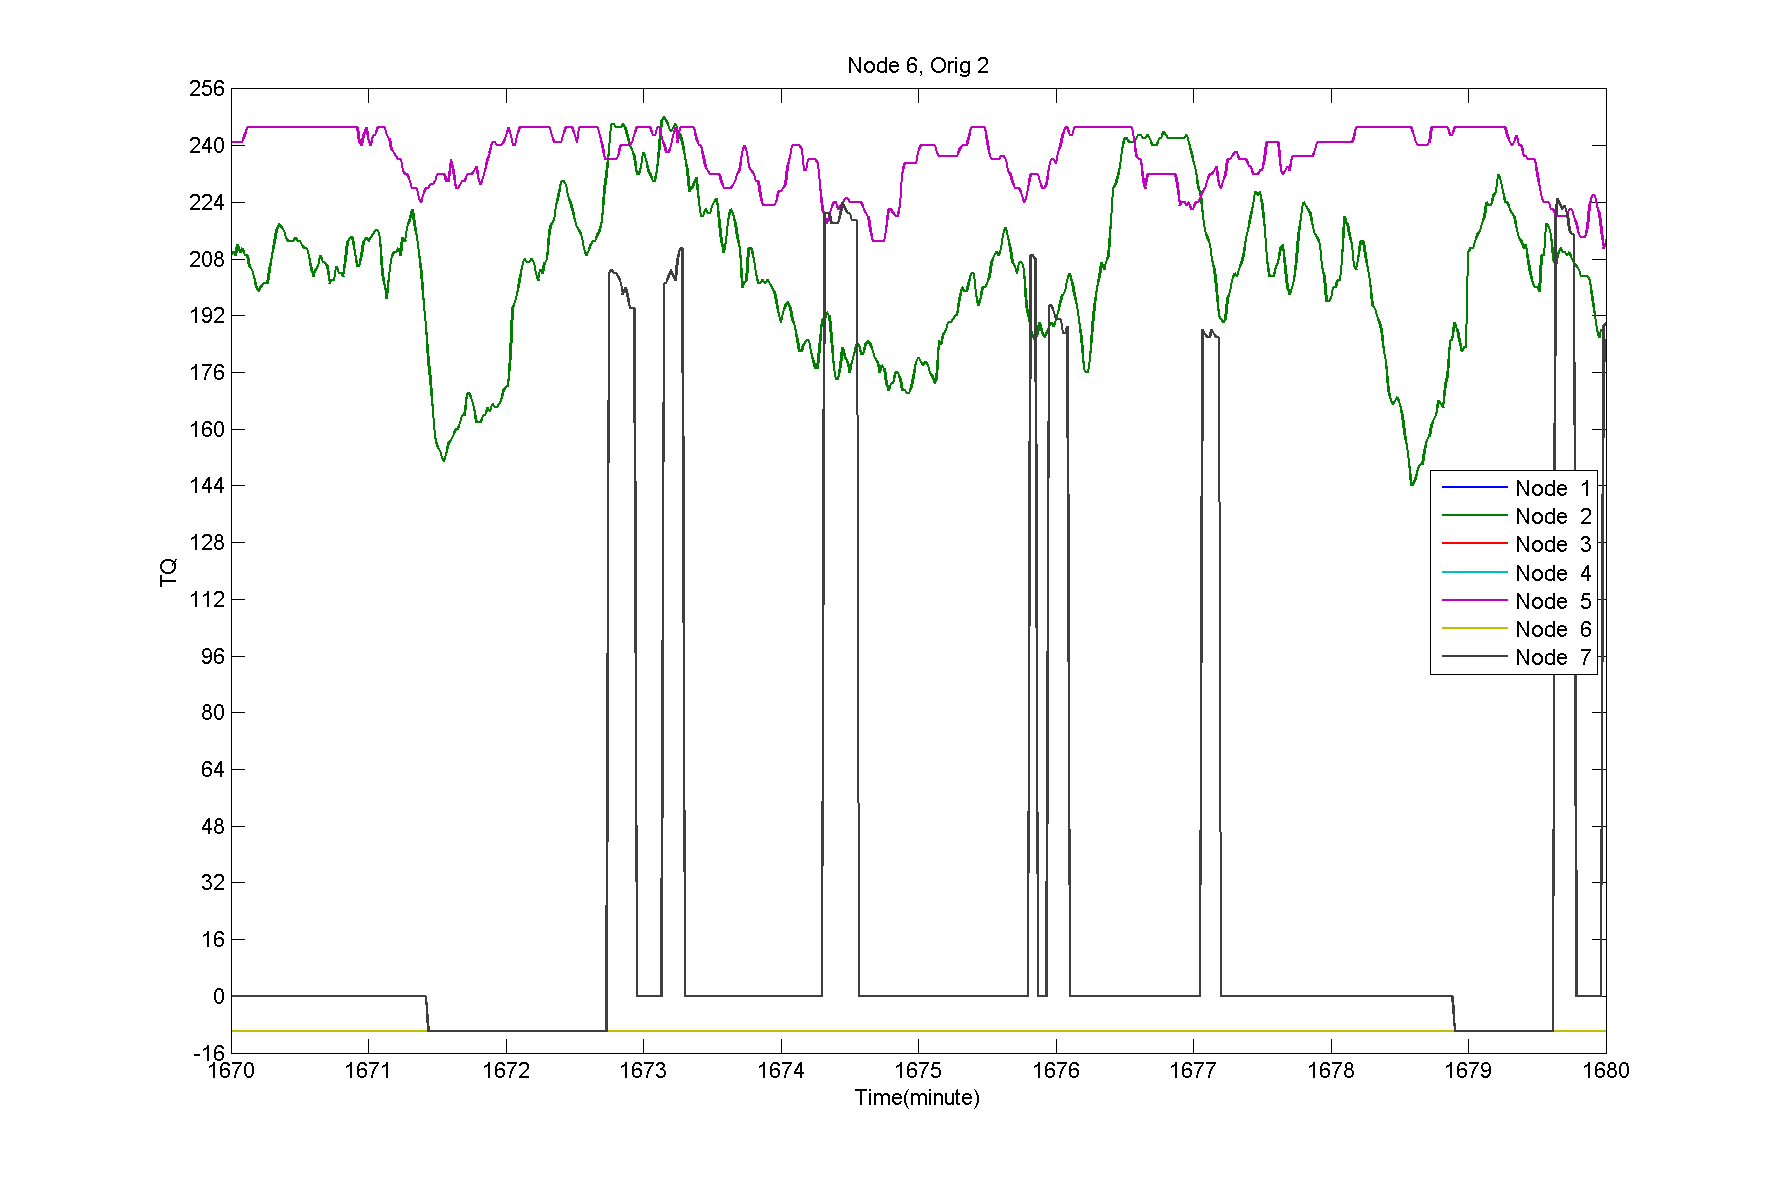 Node 6, Orig 2
256
240
224
208
192
176
160
144
128
112
96
80
64
48
32
16
0
-16
TQ
Node 1
Node 2
Node 3
Node 4
Node 5
Node 6
Node 7
1670 1671 1672 1673 1674 1675 1676 1677 1678 1679 1680
Time(minute)